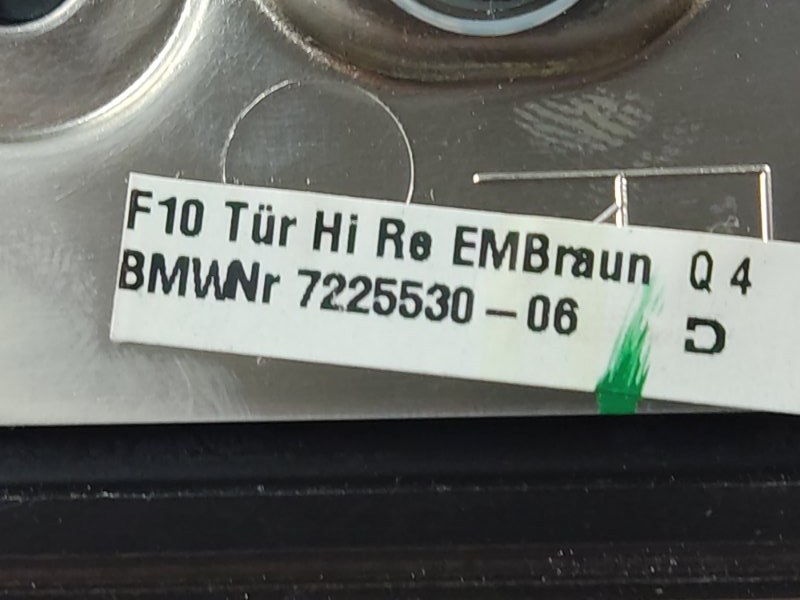 F10 Tür Hi Re EMBraun Q 4
BMWNr 7225530-06 D